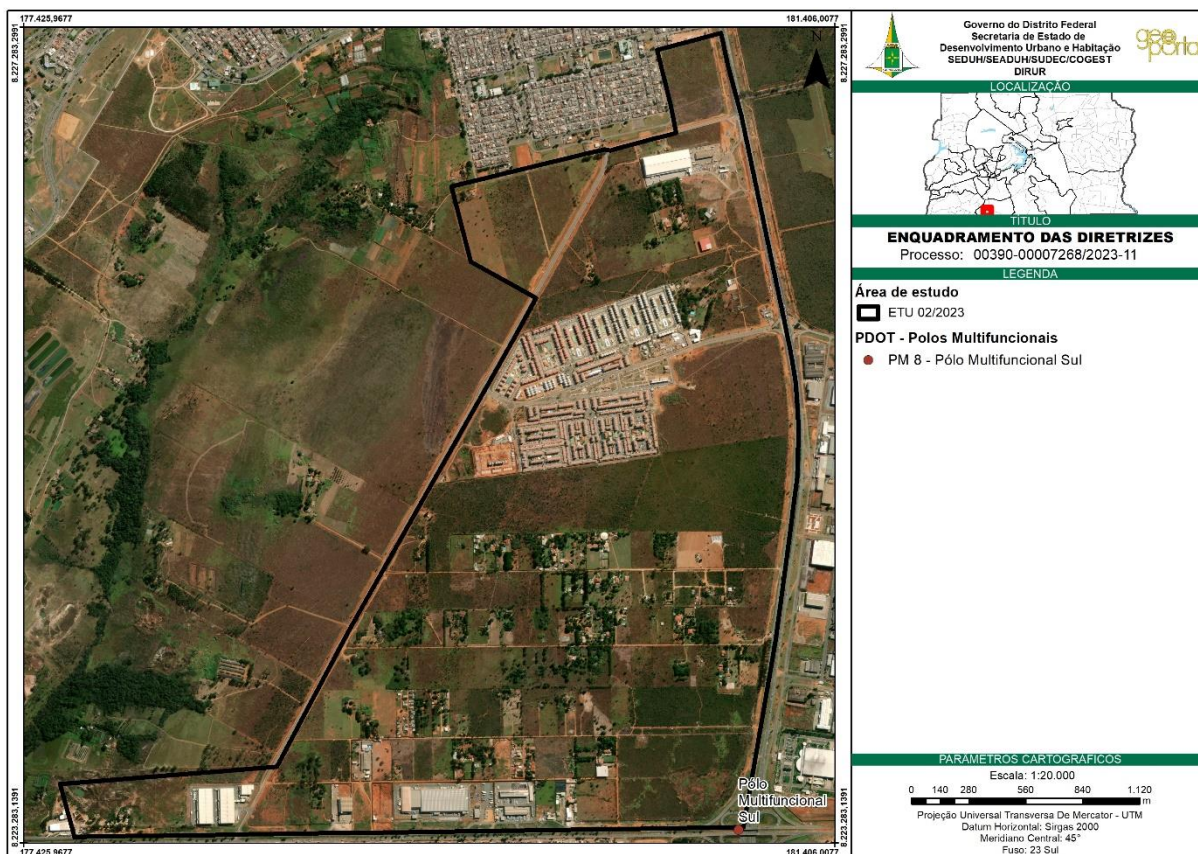 177.425,9677
181.406,0077
8.227.283,2991
8.227.283,2991
N
Pólo
Multifuncional
Sul
8.223.283,1391
8.223.283,1391
177.425,9677
181.406,0077
Governo do Distrito Federal
Secretaria de Estado de
Desenvolvimento Urbano e Habitação
SEDUH/SEADUH/SUDEC/COGEST
DIRUR
geo
portal
LOCALIZAÇÃO
TÍTULO
ENQUADRAMENTO DAS DIRETRIZES
Processo: 00390-00007268/2023-11
LEGENDA
Área de estudo
ETU 02/2023
PDOT - Polos Multifuncionais
PM 8 - Pólo Multifuncional Sul
PARAMETROS CARTOGRAFICOS
Escala: 1:20.000
0 140 280 560 840 1.120
m
Projeção Universal Transversa De Mercator - UTM
Datum Horizontal: Sirgas 2000
Meridiano Central: 45°
Fuso: 23 Sul